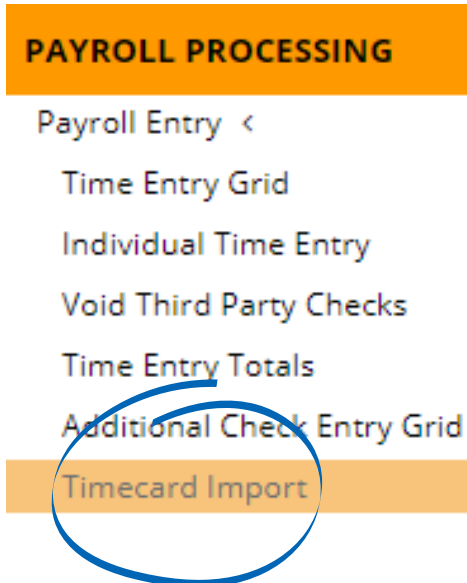 PAYROLL PROCESSING
Payroll Entry <
Time Entry Grid
Individual Time Entry
Void Third Party Checks
Time Entry Totals
Additional Check Entry Grid
Timecard Import